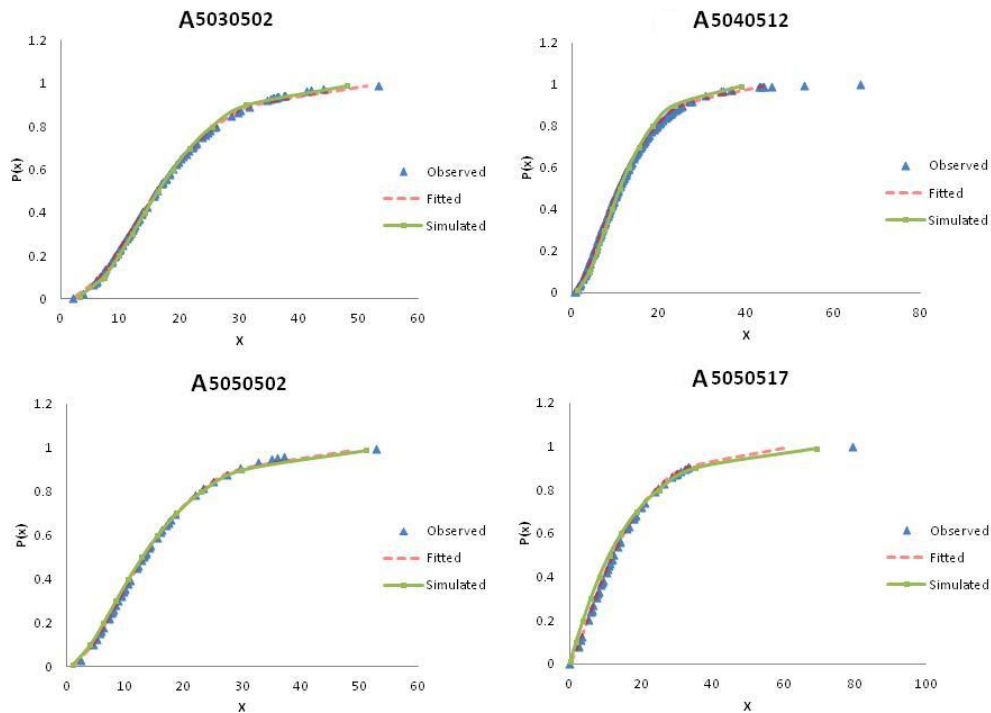 A5030502
1.2
1
0.8
0.6
0.4
0.2
0
P(x)
0 10 20 30 40 50 60
X
Observed
Fitted
Simulated
A5040512
1.2
1
0.8
0.6
0.4
0.2
0
P(x)
0 20 40 60 80
X
Observed
Fitted
Simulated
A5050502
1.2
1
0.8
0.6
0.4
0.2
0
P(x)
0 10 20 30 40 50 60
X
Observed
Fitted
Simulated
A5050517
1.2
1
0.8
0.6
0.4
0.2
0
P(x)
0 20 40 60 80 100
X
Observed
Fitted
Simulated